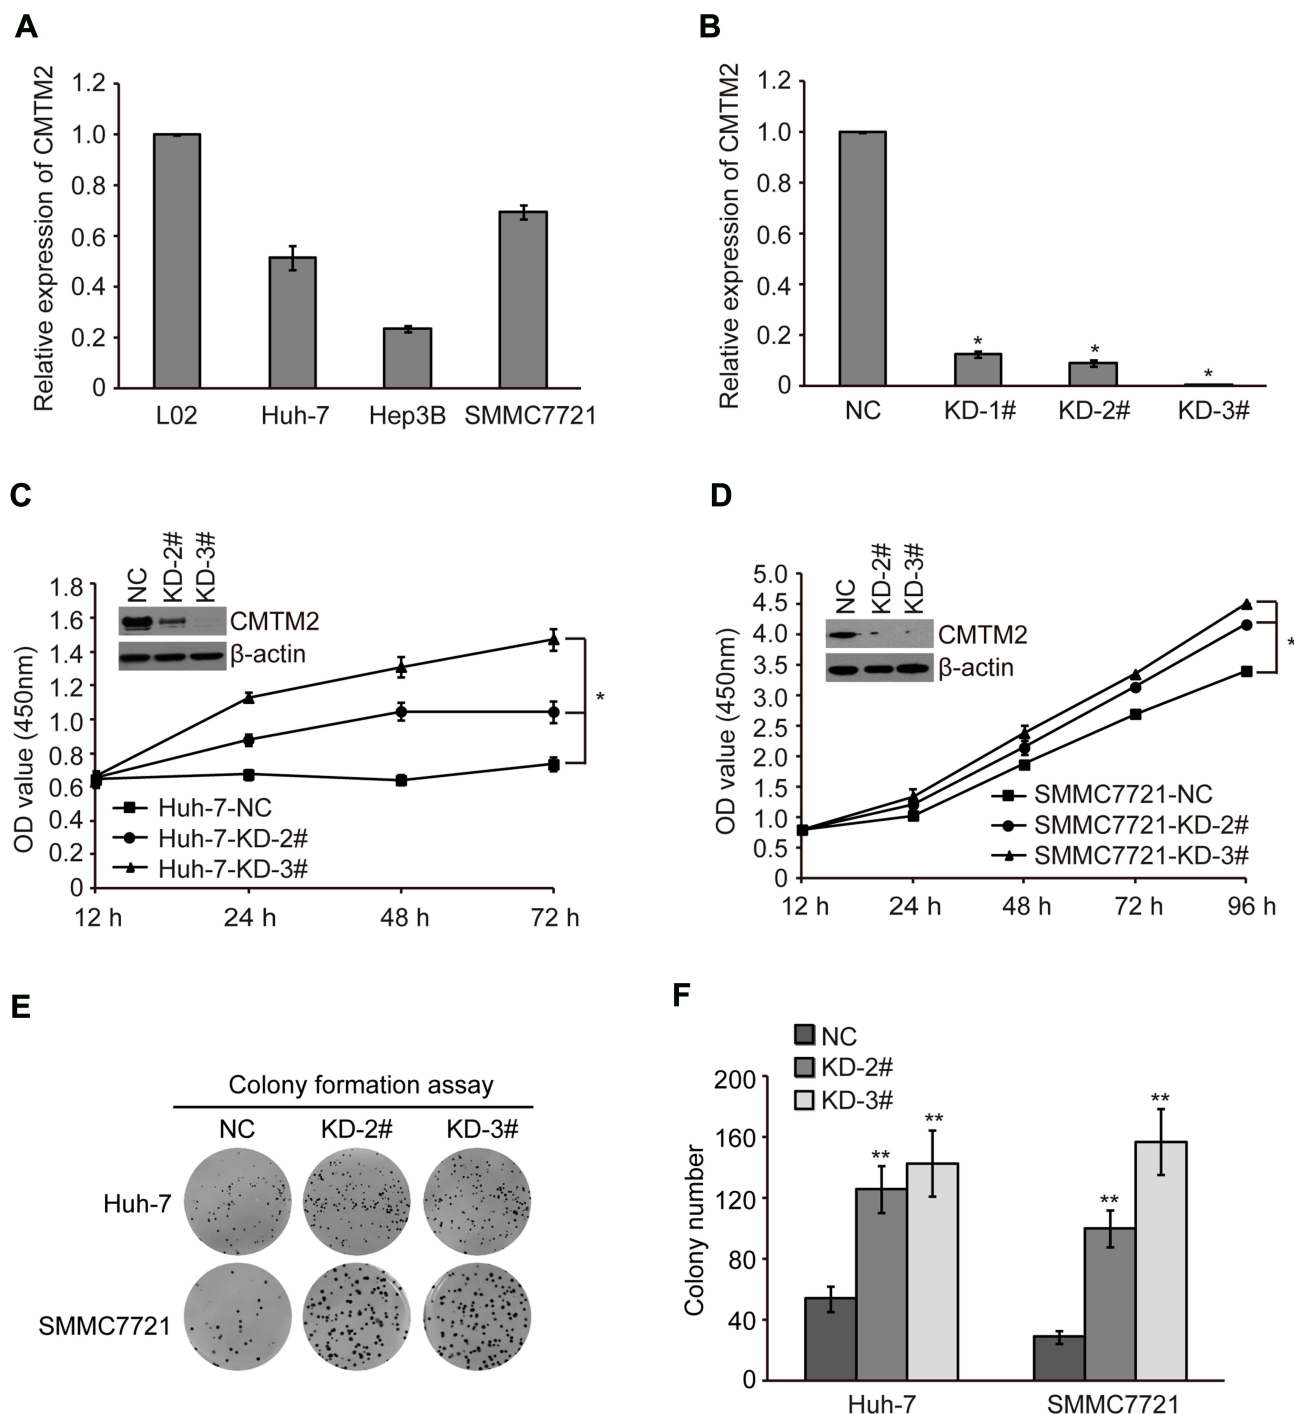 A
Relative expression of CMTM2
1.2
1.0
0.8
0.6
0.4
0.2
0
L02 Huh-7 Hep3B SMMC7721
B
Relative expression of CMTM2
1.2
1.0
0.8
0.6
0.4
0.2
0
* * *
NC KD-1# KD-2# KD-3#
C
NC KD-2# KD-3#
CMTM2
β-actin
OD value (450nm)
1.8
1.6
1.4
1.2
1.0
0.8
0.6
0.4
0.2
0
*
Huh-7-NC
Huh-7-KD-2#
Huh-7-KD-3#
12 h 24 h 48 h 72 h
D
NC KD-2# KD-3#
CMTM2
β-actin
OD value (450nm)
5.0
4.5
4.0
3.5
3.0
2.5
2.0
1.5
1.0
0.5
0
*
SMMC7721-NC
SMMC7721-KD-2#
SMMC7721-KD-3#
12 h 24 h 48 h 72 h 96 h
E
Colony formation assay
NC KD-2# KD-3#
Huh-7
SMMC7721
F
NC
KD-2#
KD-3#
Colony number
200
160
120
80
40
0
** ** ** **
Huh-7 SMMC7721